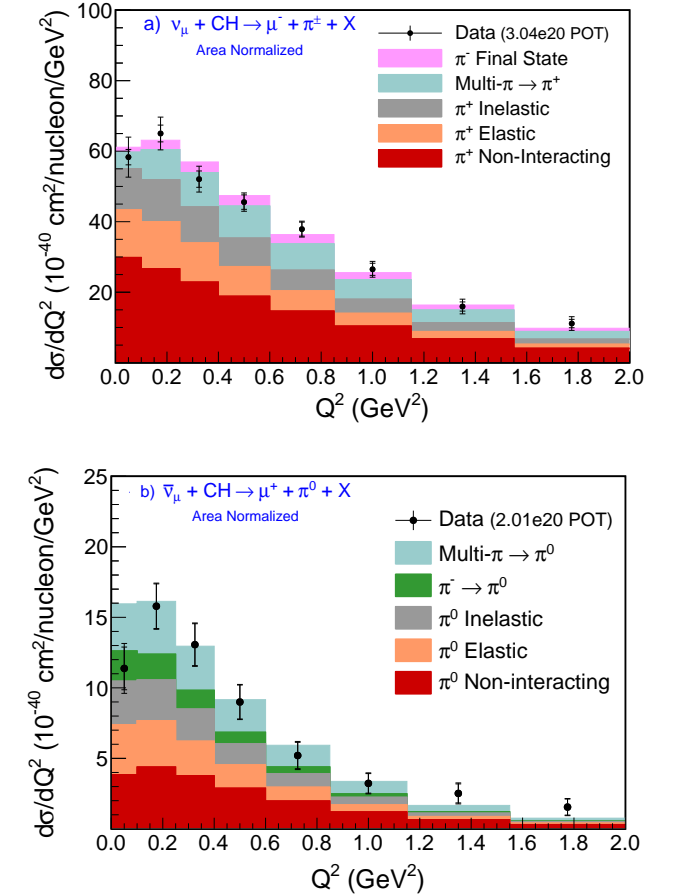 a) νμ + CH → μ- + π± + X
Area Normalized
Data (3.04e20 POT)
π- Final State
Multi-π → π+
π+ Inelastic
π+ Elastic
π+ Non-Interacting
100
80
60
40
20
dσ/dQ2 (10-40 cm2/nucleon/GeV2)
0.0 0.2 0.4 0.6 0.8 1.0 1.2 1.4 1.6 1.8 2.0
Q2 (GeV2)
b) ν̄μ + CH → μ+ + π0 + X
Area Normalized
Data (2.01e20 POT)
Multi-π → π0
π- → π0
π0 Inelastic
π0 Elastic
π0 Non-interacting
25
20
15
10
5
dσ/dQ2 (10-40 cm2/nucleon/GeV2)
0.0 0.2 0.4 0.6 0.8 1.0 1.2 1.4 1.6 1.8 2.0
Q2 (GeV2)